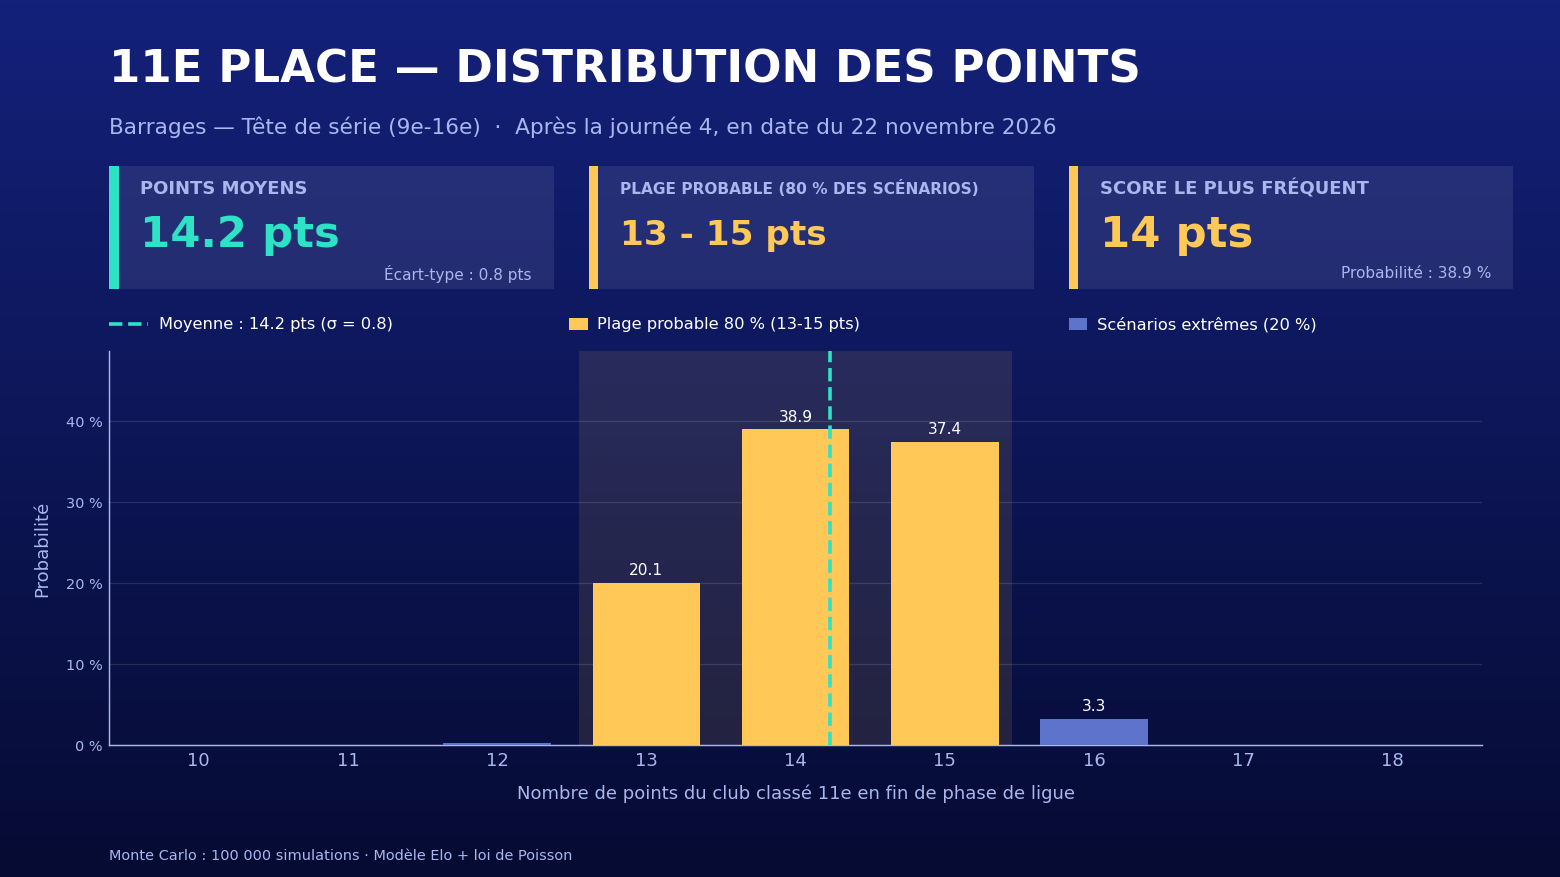 11E PLACE — DISTRIBUTION DES POINTS
Barrages — Tête de série (9e-16e) · Après la journée 4, en date du 22 novembre 2026
POINTS MOYENS
14.2 pts
Écart-type : 0.8 pts
PLAGE PROBABLE (80 % DES SCÉNARIOS)
13 - 15 pts
SCORE LE PLUS FRÉQUENT
14 pts
Probabilité : 38.9 %
Moyenne : 14.2 pts (σ = 0.8)
Plage probable 80 % (13-15 pts)
Scénarios extrêmes (20 %)
Probabilité
40 %
30 %
20 %
10 %
0 %
20.1
38.9
37.4
3.3
10 11 12 13 14 15 16 17 18
Nombre de points du club classé 11e en fin de phase de ligue
Monte Carlo : 100 000 simulations · Modèle Elo + loi de Poisson